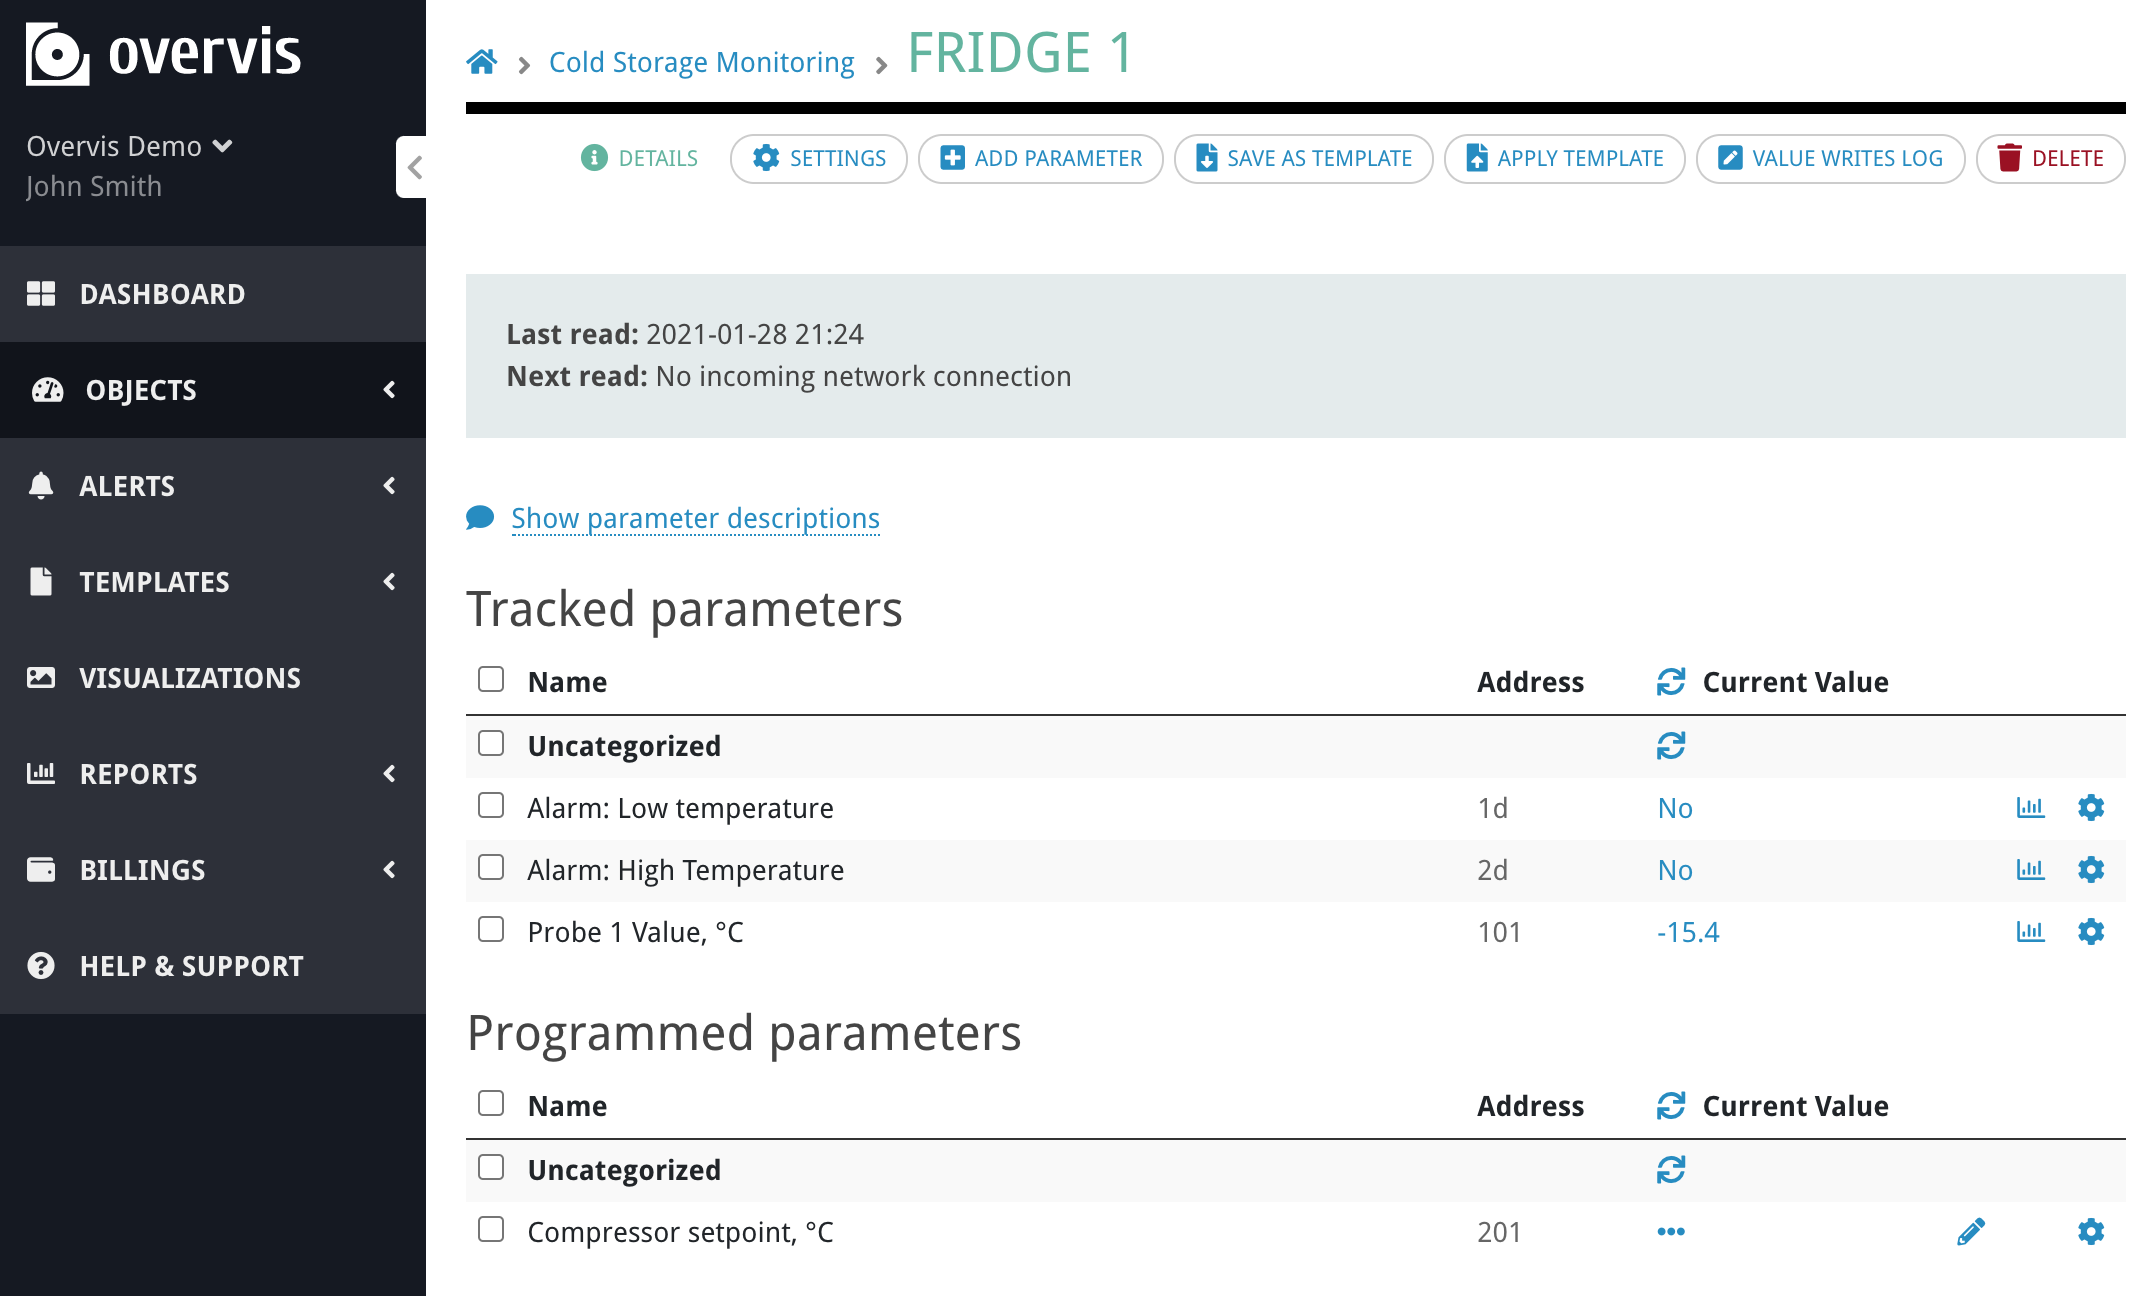 overvis
Overvis Demo
John Smith
DASHBOARD
OBJECTS
ALERTS
TEMPLATES
VISUALIZATIONS
REPORTS
BILLINGS
HELP & SUPPORT
Cold Storage Monitoring FRIDGE 1
DETAILS SETTINGS ADD PARAMETER SAVE AS TEMPLATE APPLY TEMPLATE VALUE WRITES LOG DELETE
Last read: 2021-01-28 21:24
Next read: No incoming network connection
Show parameter descriptions
Tracked parameters
Name Address Current Value
Uncategorized
Alarm: Low temperature 1d No
Alarm: High Temperature 2d No
Probe 1 Value, °C 101 -15.4
Programmed parameters
Name Address Current Value
Uncategorized
Compressor setpoint, °C 201 •••